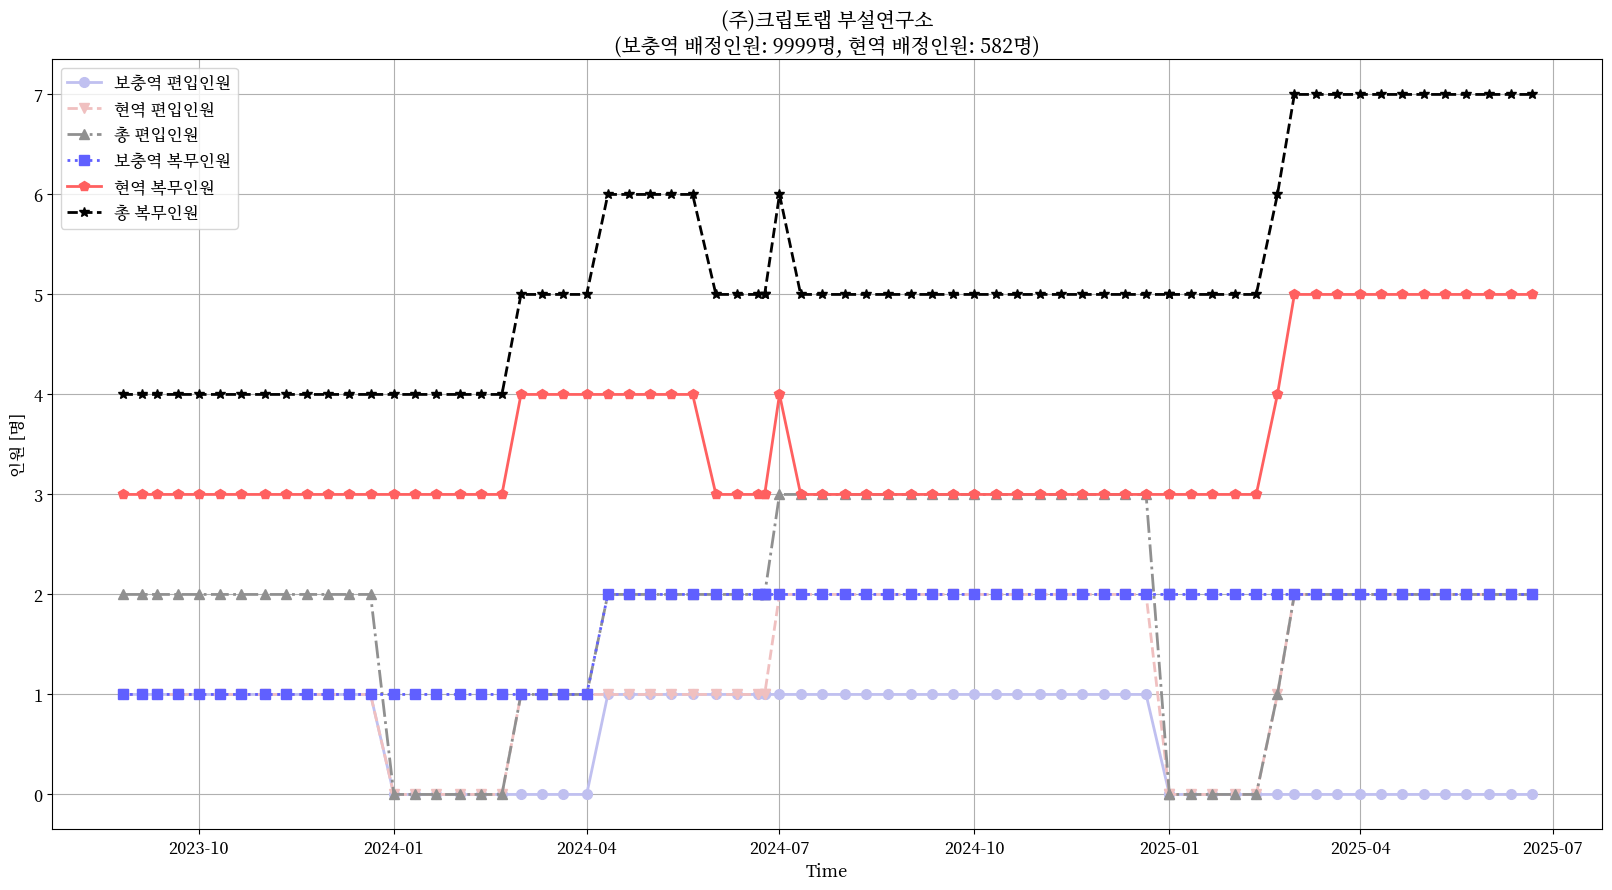 (주)크립토랩 부설연구소
(보충역 배정인원: 9999명, 현역 배정인원: 582명)
보충역 편입인원
현역 편입인원
총 편입인원
보충역 복무인원
현역 복무인원
총 복무인원
7
6
5
4
3
2
1
0
인원 [명]
2023-10 2024-01 2024-04 2024-07 2024-10 2025-01 2025-04 2025-07
Time